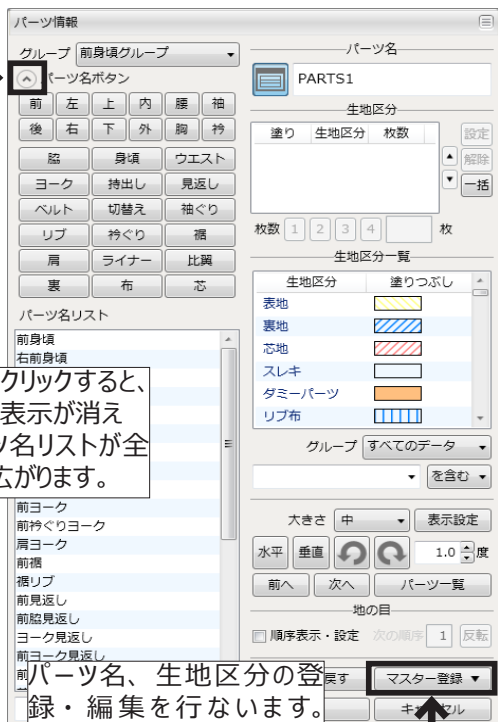 パーツ情報
グループ 前身頃グループ
パーツ名ボタン
前 左 上 内 腰 袖
後 右 下 外 胸 衿
脇 身頃 ウエスト
ヨーク 持出し 見返し
ベルト 切替え 袖ぐり
リブ 衿ぐり 裾
肩 ライナー 比翼
裏 布 芯
パーツ名リスト
前身頃
右前身頃
クリックすると、
表示が消え
ツ名リストが全
広がります。
前ヨーク
前衿ぐりヨーク
肩ヨーク
前裾
裾リブ
前見返し
前脇見返し
ヨーク見返し
前ヨーク見返し
パーツ名、生地区分の登
録・編集を行ないます。
パーツ名
PARTS1
生地区分
塗り 生地区分 枚数
設定
解除
一括
枚数 1 2 3 4 枚
生地区分一覧
生地区分 塗りつぶし
表地
裏地
芯地
スレキ
ダミーパーツ
リブ布
グループ すべてのデータ
を含む
大きさ 中 表示設定
水平 垂直 1.0 度
前へ 次へ パーツ一覧
地の目
順序表示・設定 次の順序 1 反転
戻す マスター登録 ▼